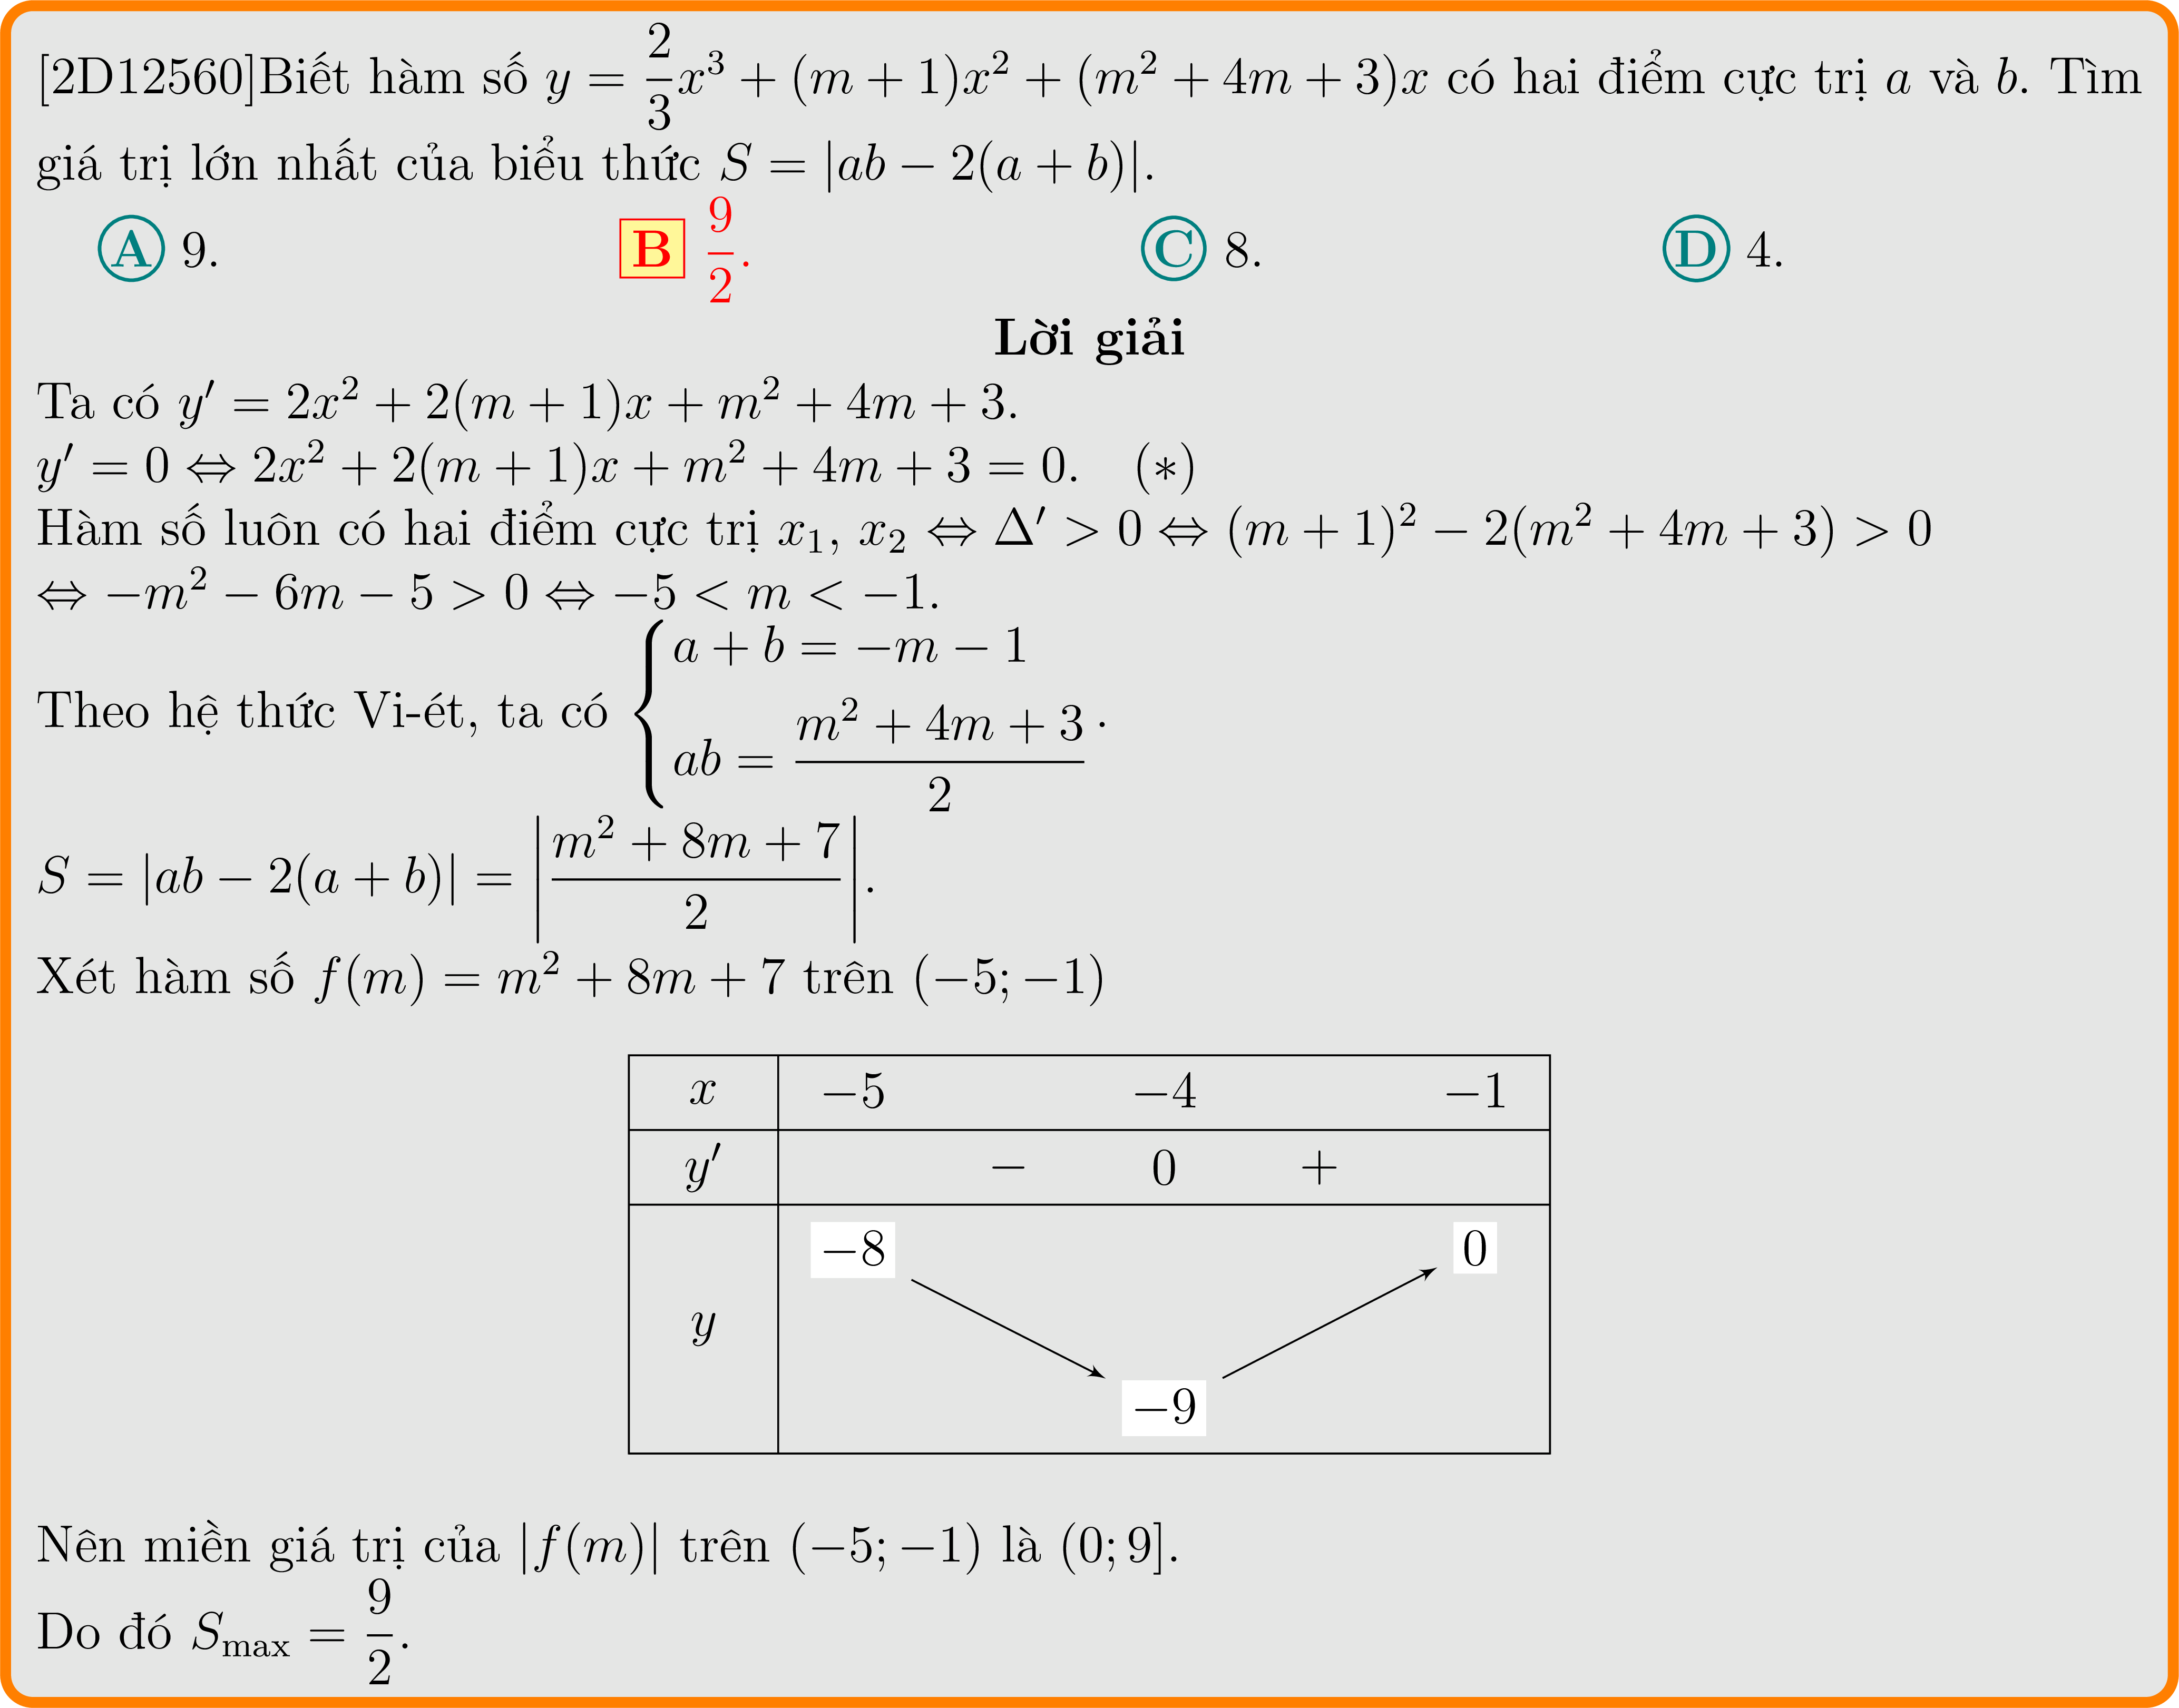 [2D12560]Biết hàm số y = \frac{2}{3}x^3 + (m + 1)x^2 + (m^2 + 4m + 3)x có hai điểm cực trị a và b. Tìm
giá trị lớn nhất của biểu thức S = |ab − 2(a + b)|.
A 9. B \frac{9}{2}. C 8. D 4.
Lời giải
Ta có y′ = 2x^2 + 2(m + 1)x + m^2 + 4m + 3.
y′ = 0 ⇔ 2x^2 + 2(m + 1)x + m^2 + 4m + 3 = 0. (∗)
Hàm số luôn có hai điểm cực trị x_1, x_2 ⇔ Δ′ > 0 ⇔ (m + 1)^2 − 2(m^2 + 4m + 3) > 0
⇔ −m^2 − 6m − 5 > 0 ⇔ −5 < m < −1.
Theo hệ thức Vi-ét, ta có \begin{cases} a + b = −m − 1 \\ ab = \frac{m^2 + 4m + 3}{2} \end{cases}.
S = |ab − 2(a + b)| = \left|\frac{m^2 + 8m + 7}{2}\right|.
Xét hàm số f(m) = m^2 + 8m + 7 trên (−5; −1)
x −5 −4 −1
y′ − 0 +
y −8 −9 0
Nên miền giá trị của |f(m)| trên (−5; −1) là (0; 9].
Do đó S_{max} = \frac{9}{2}.